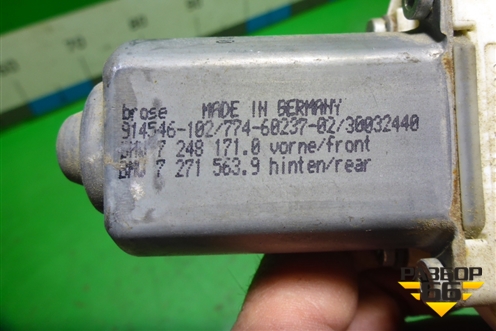 brose MADE IN GERMANY
914546-102/774-60237-02/30032440
BMW 7 248 171.0 vorne/front
BMW 7 271 563.9 hinten/rear
РАЗБОР
66